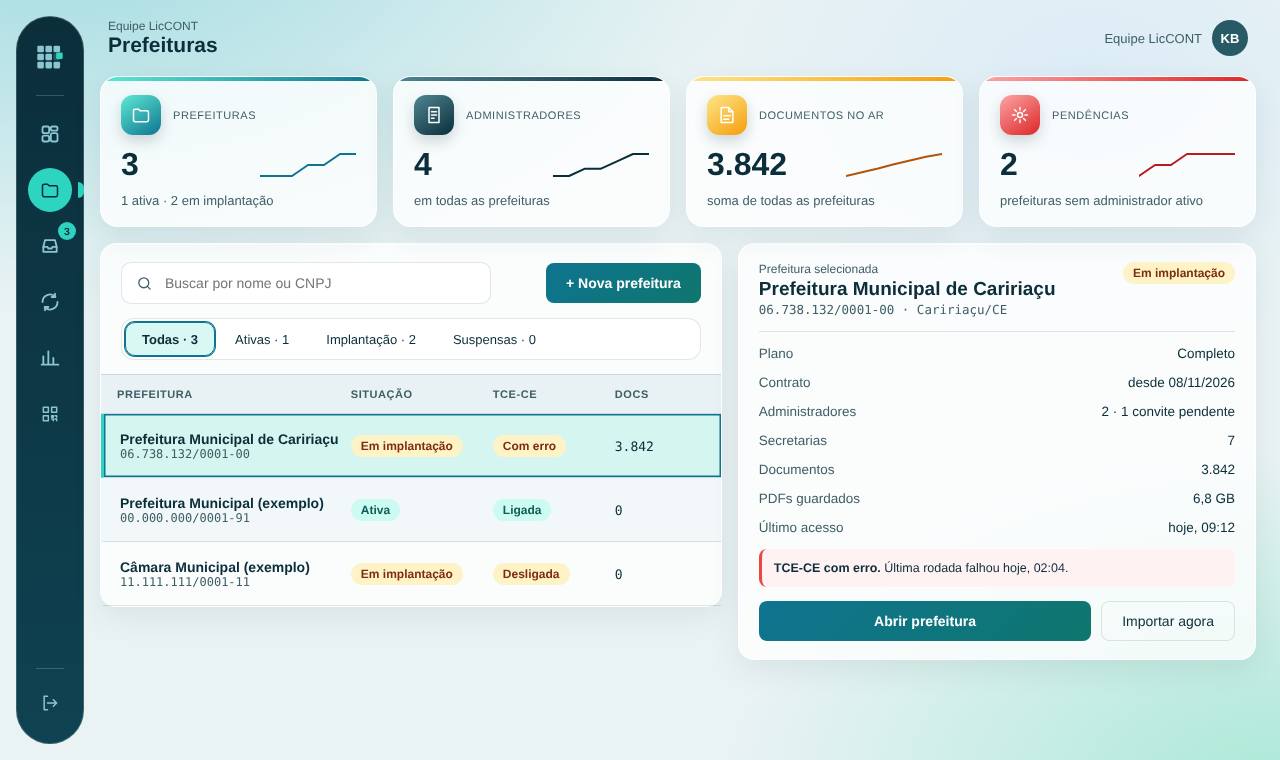 Equipe LicCONT
Prefeituras
Equipe LicCONT
KB
3
PREFEITURAS
3
1 ativa · 2 em implantação
ADMINISTRADORES
4
em todas as prefeituras
DOCUMENTOS NO AR
3.842
soma de todas as prefeituras
PENDÊNCIAS
2
prefeituras sem administrador ativo
Buscar por nome ou CNPJ
+ Nova prefeitura
Todas · 3
Ativas · 1
Implantação · 2
Suspensas · 0
PREFEITURA SITUAÇÃO TCE-CE DOCS
Prefeitura Municipal de Caririaçu
06.738.132/0001-00
Em implantação
Com erro
3.842
Prefeitura Municipal (exemplo)
00.000.000/0001-91
Ativa
Ligada
0
Câmara Municipal (exemplo)
11.111.111/0001-11
Em implantação
Desligada
0
Prefeitura selecionada
Em implantação
Prefeitura Municipal de Caririaçu
06.738.132/0001-00 · Caririaçu/CE
Plano Completo
Contrato desde 08/11/2026
Administradores 2 · 1 convite pendente
Secretarias 7
Documentos 3.842
PDFs guardados 6,8 GB
Último acesso hoje, 09:12
TCE-CE com erro. Última rodada falhou hoje, 02:04.
Abrir prefeitura
Importar agora